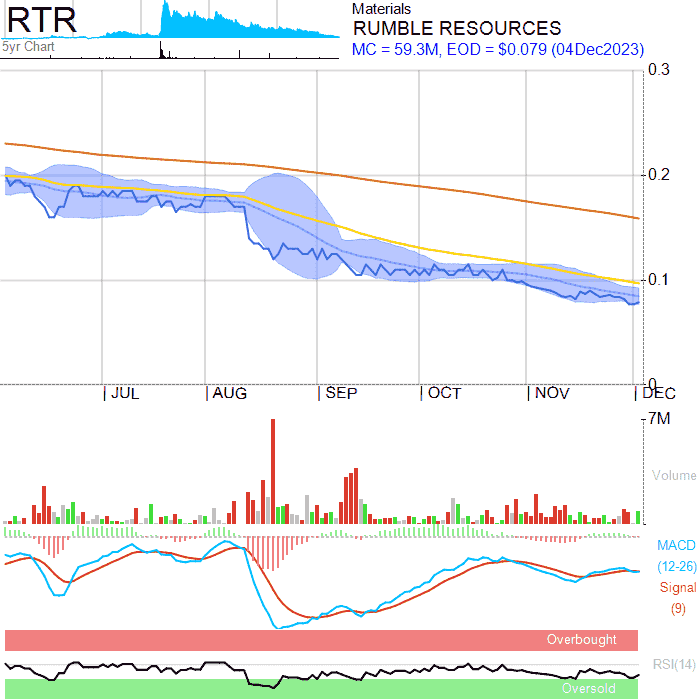 RTR
5yr Chart
Materials
RUMBLE RESOURCES
MC = 59.3M, EOD = $0.079 (04Dec2023)
0.3
0.2
0.1
0
JUL AUG SEP OCT NOV DEC
7M
Volume
MACD
(12-26)
Signal
(9)
Overbought
RSI(14)
Oversold